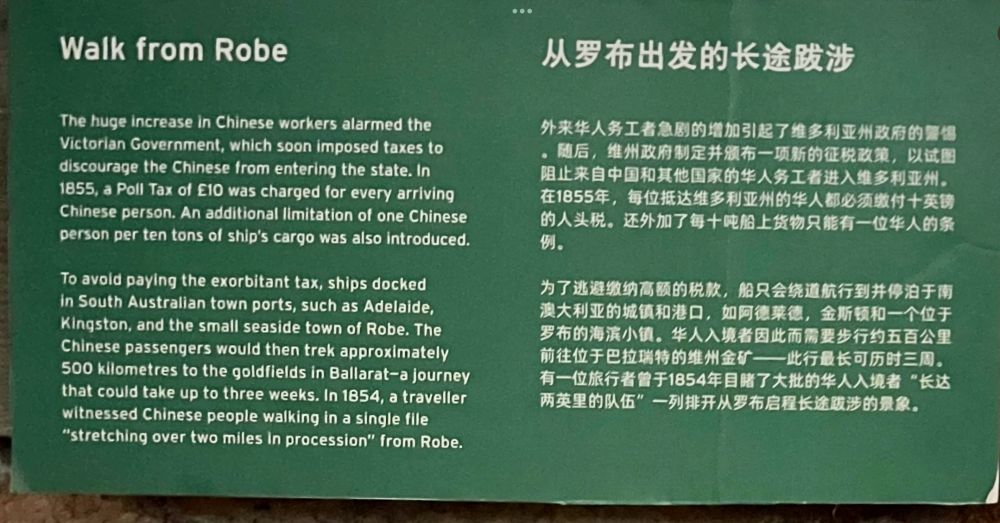 Walk from Robe
The huge increase in Chinese workers alarmed the
Victorian Government, which soon imposed taxes to
discourage the Chinese from entering the state. In
1855, a Poll Tax of £10 was charged for every arriving
Chinese person. An additional limitation of one Chinese
person per ten tons of ship's cargo was also introduced.
To avoid paying the exorbitant tax, ships docked
in South Australian town ports, such as Adelaide,
Kingston, and the small seaside town of Robe. The
Chinese passengers would then trek approximately
500 kilometres to the goldfields in Ballarat—a journey
that could take up to three weeks. In 1854, a traveller
witnessed Chinese people walking in a single file
“stretching over two miles in procession” from Robe.
从罗布出发的长途跋涉
外来华人务工者急剧的增加引起了维多利亚州政府的警惕
。随后，维州政府制定并颁布一项新的征税政策，以试图
阻止来自中国和其他国家的华人务工者进入维多利亚州。
在1855年，每位抵达维多利亚州的华人都必须缴付十英镑
的人头税。还外加了每十吨船上货物只能有一位华人的条
例。
为了逃避缴纳高额的税款，船只会绕道航行到并停泊于南
澳大利亚的城镇和港口，如阿德莱德，金斯顿和一个位于
罗布的海滨小镇。华人入境者因此而需要步行约五百公里
前往位于巴拉瑞特的维州金矿——此行最长可历时三周。
有一位旅行者曾于1854年目睹了大批的华人入境者“长达
两英里的队伍”一列排开从罗布启程长途跋涉的景象。